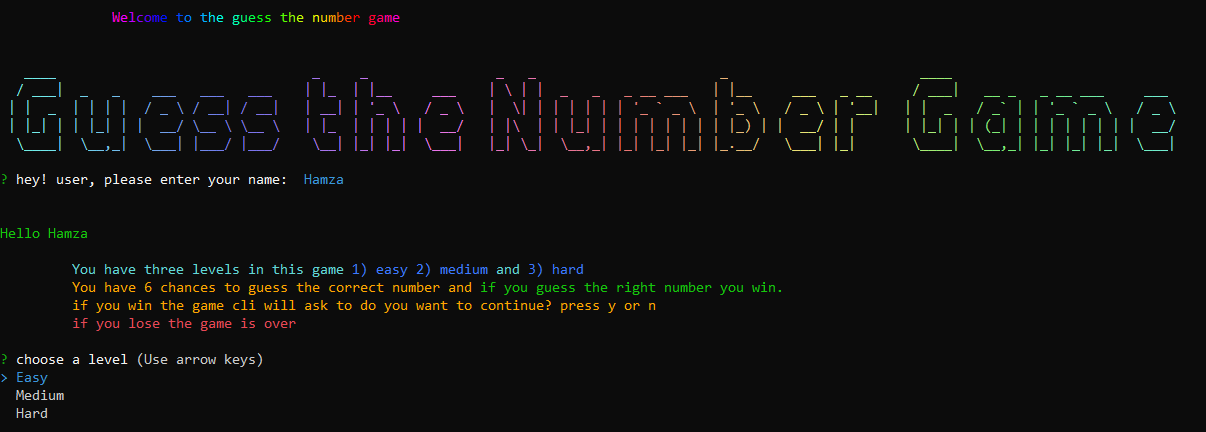 Welcome to the guess the number game
Guess the Number Game
? hey! user, please enter your name: Hamza
Hello Hamza
You have three levels in this game 1) easy 2) medium and 3) hard
You have 6 chances to guess the correct number and if you guess the right number you win.
if you win the game cli will ask to do you want to continue? press y or n
if you lose the game is over
? choose a level (Use arrow keys)
> Easy
Medium
Hard